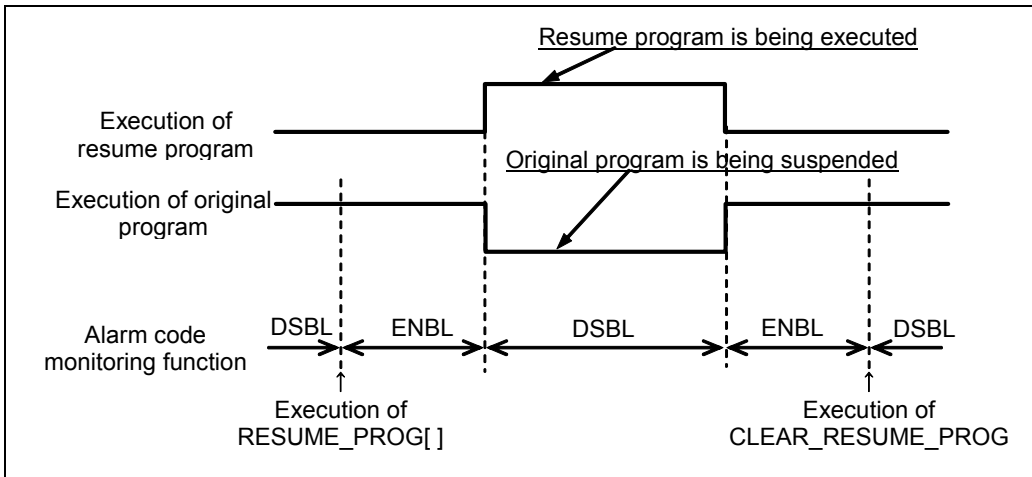 Resume program is being executed
Execution of
resume program
Original program is being suspended
Execution of original
program
Alarm code
monitoring function
DSBL ENBL DSBL ENBL DSBL
↑ ↑
Execution of
RESUME_PROG[ ]
Execution of
CLEAR_RESUME_PROG